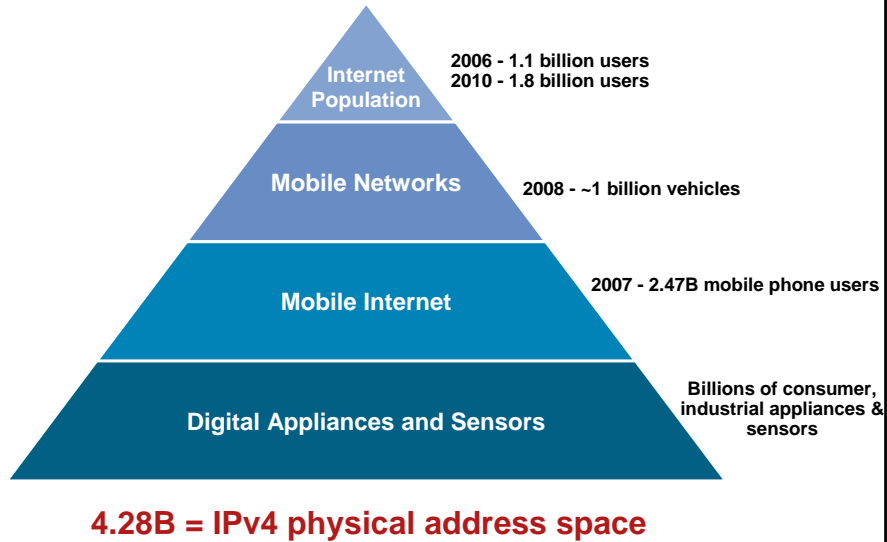 Internet
Population
2006 - 1.1 billion users
2010 - 1.8 billion users
Mobile Networks
2008 - ~1 billion vehicles
Mobile Internet
2007 - 2.47B mobile phone users
Digital Appliances and Sensors
Billions of consumer,
industrial appliances &
sensors
4.28B = IPv4 physical address space